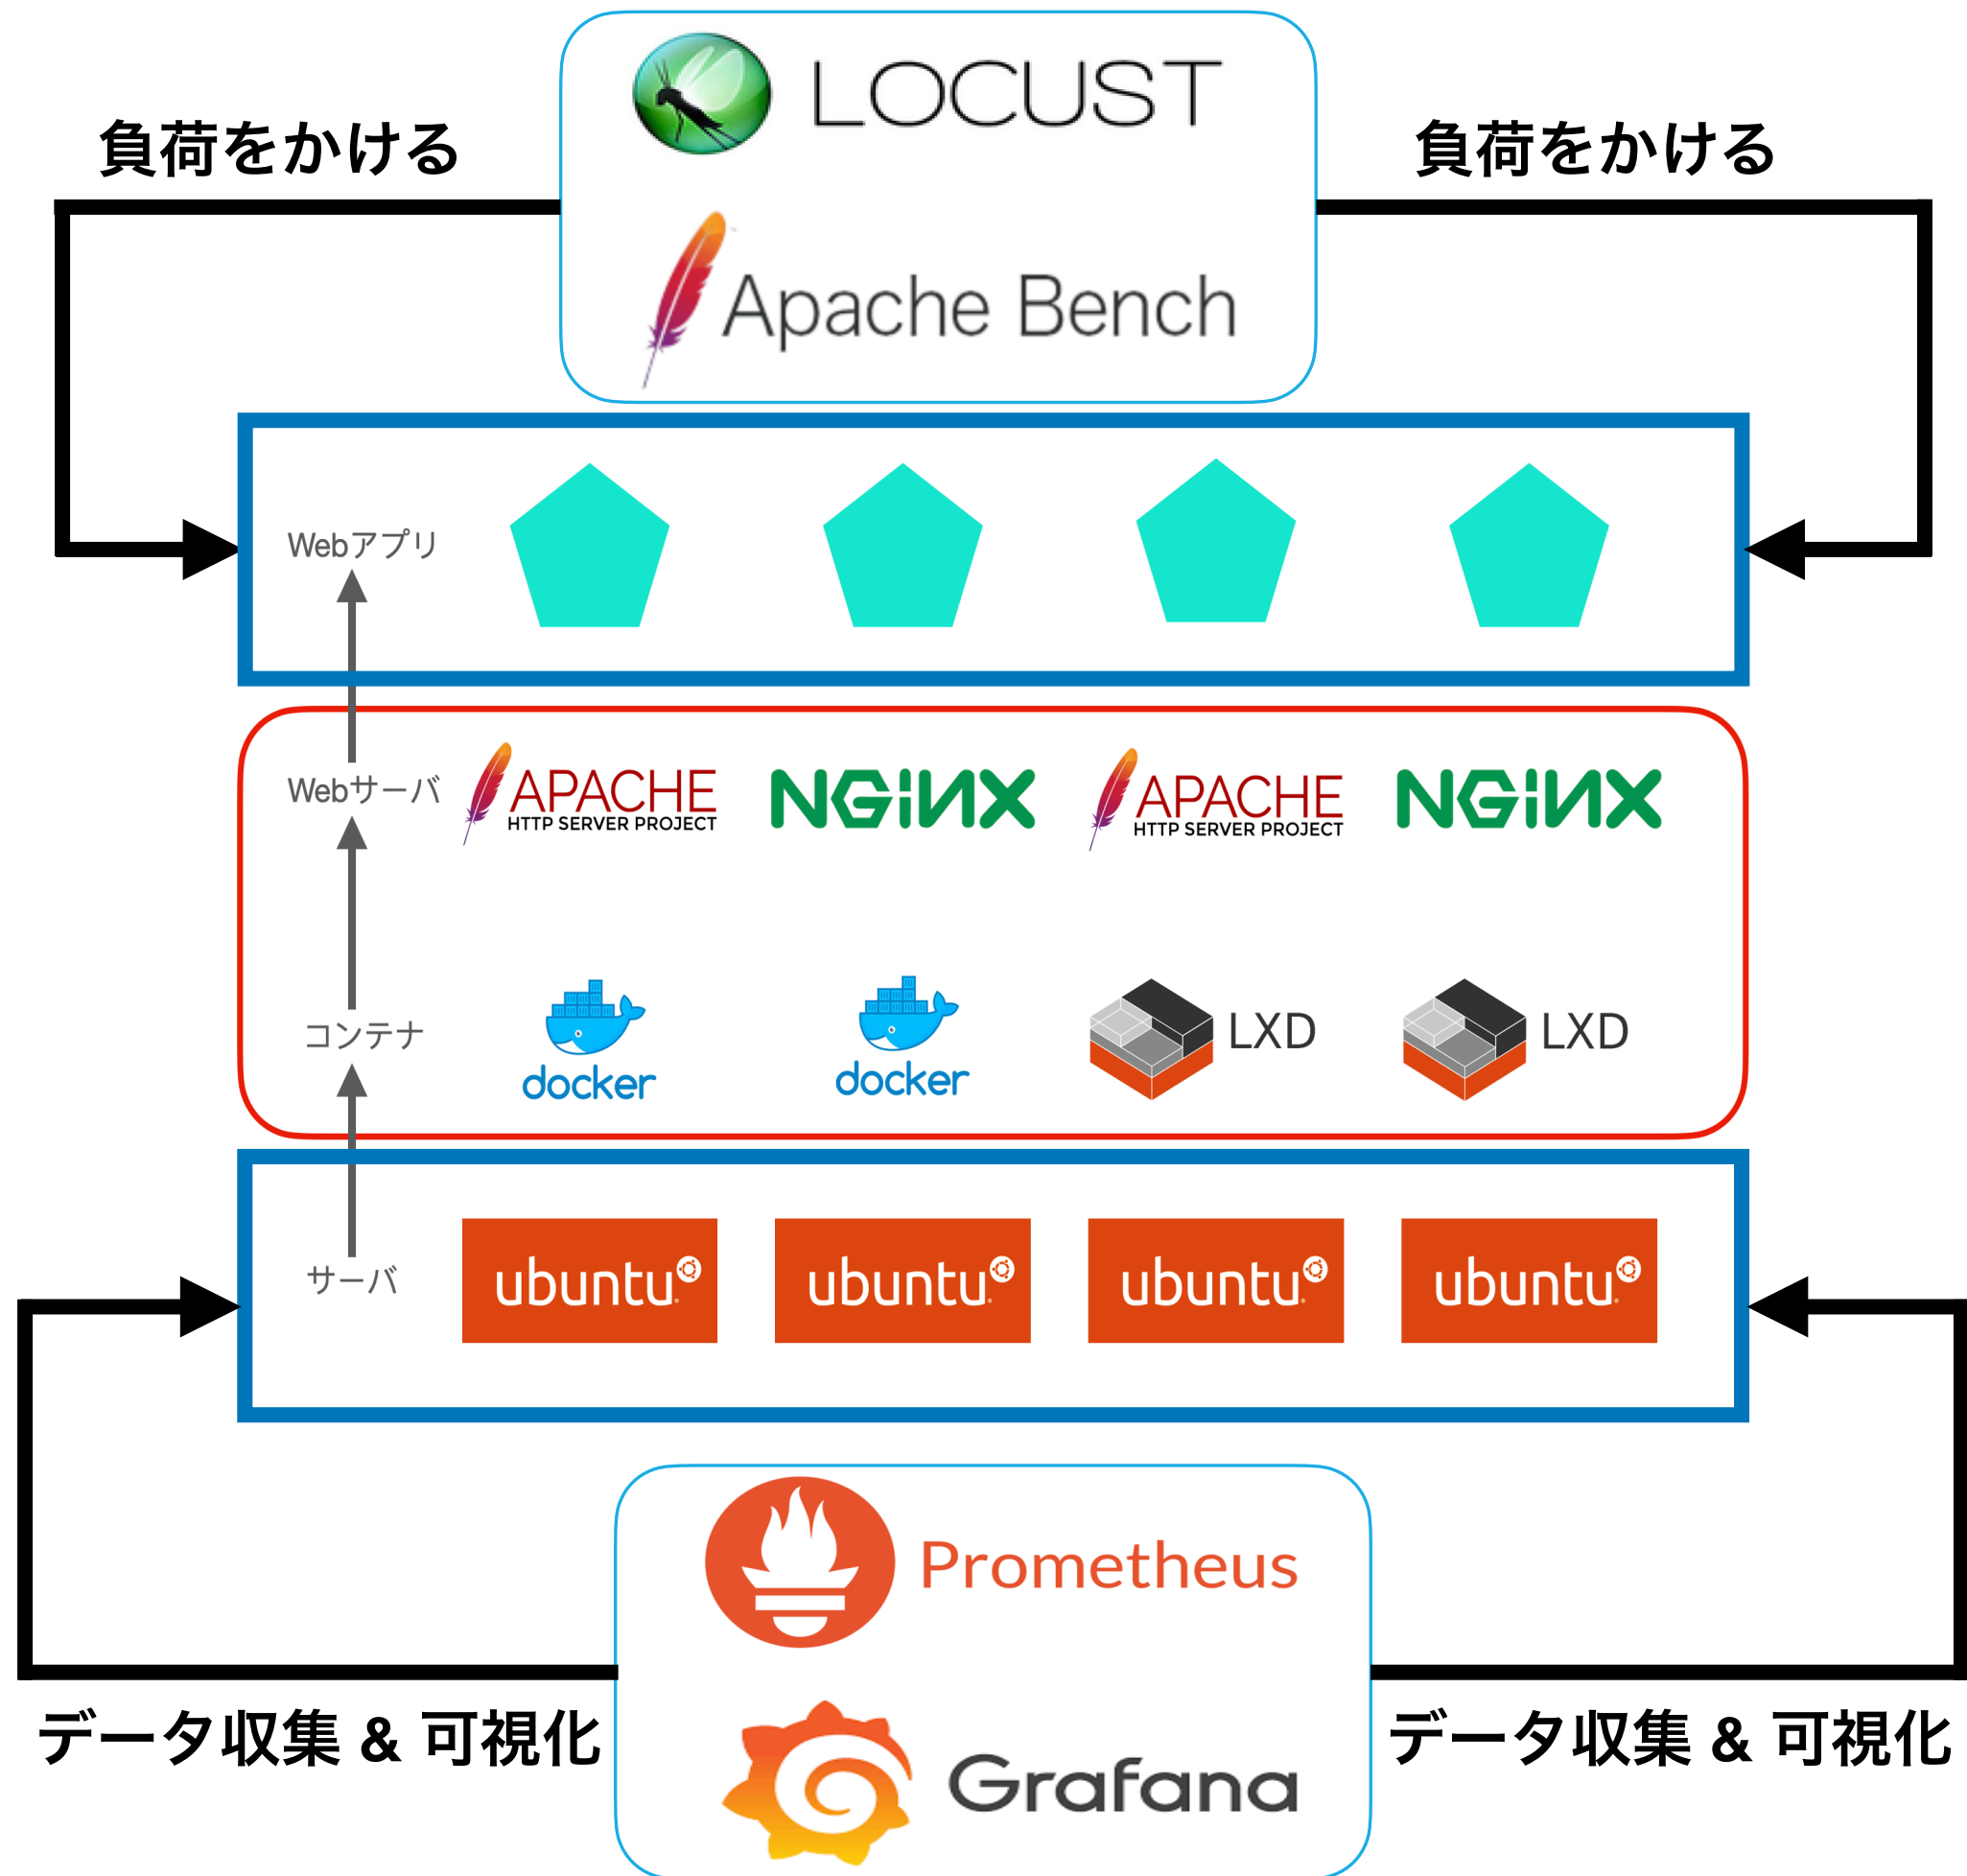 LOCUST
負荷をかける
負荷をかける
Apache Bench
Webアプリ
Webサーバ
APACHE
HTTP SERVER PROJECT
NGINX
APACHE
HTTP SERVER PROJECT
NGINX
コンテナ
docker
docker
LXD
LXD
サーバ
ubuntu
ubuntu
ubuntu
ubuntu
Prometheus
データ収集 & 可視化
データ収集 & 可視化
Grafana